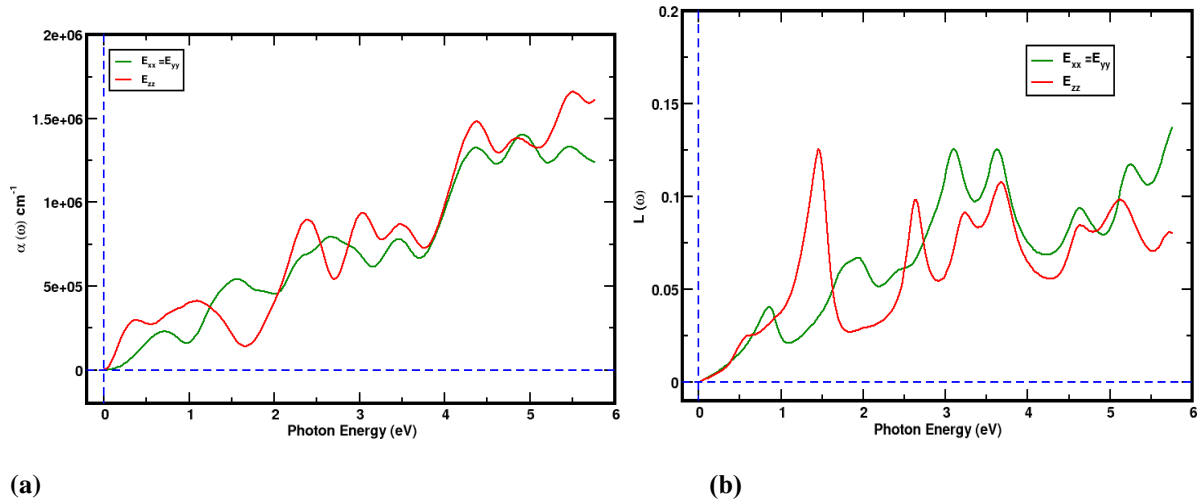 2e+06
1.5e+06
1e+06
5e+05
0
α (ω) cm⁻¹
E_xx =E_yy
E_zz
0 1 2 3 4 5 6
Photon Energy (eV)
(a)
0.2
0.15
0.1
0.05
0
L (ω)
E_xx =E_yy
E_zz
0 1 2 3 4 5 6
Photon Energy (eV)
(b)